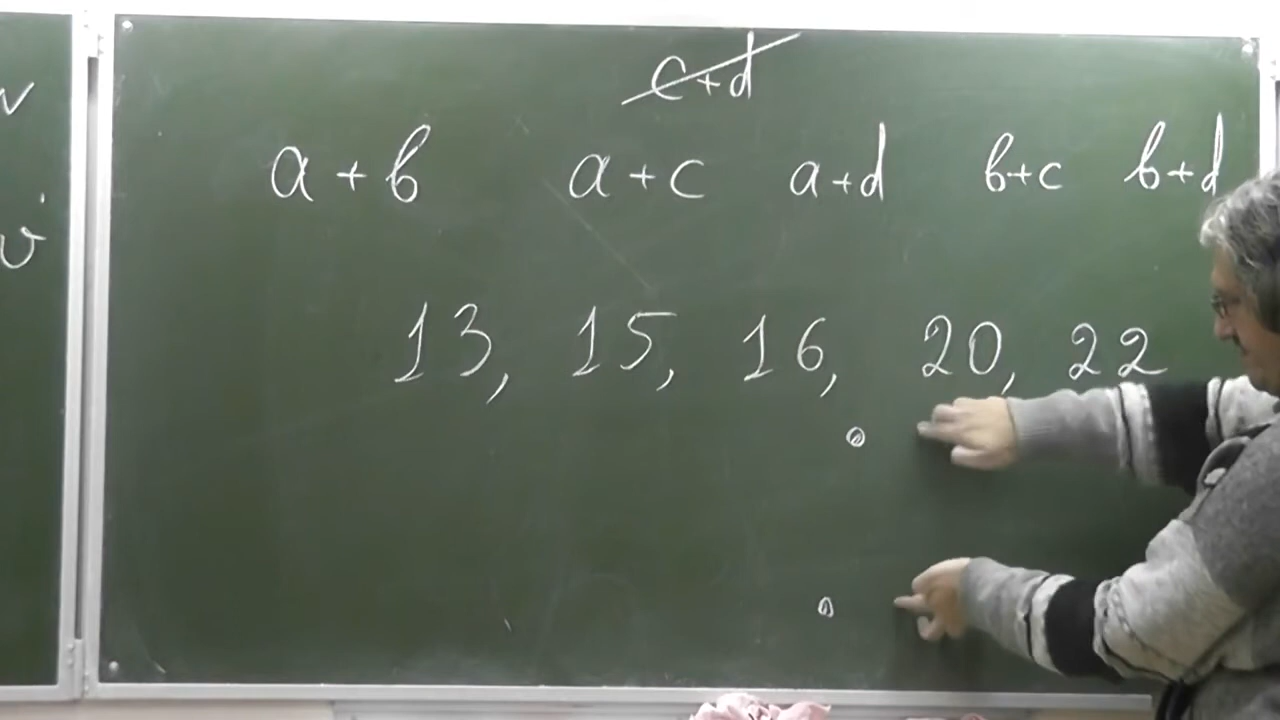 c+d
a + b a + c a+d b+c b+d
13, 15, 16, 20, 22